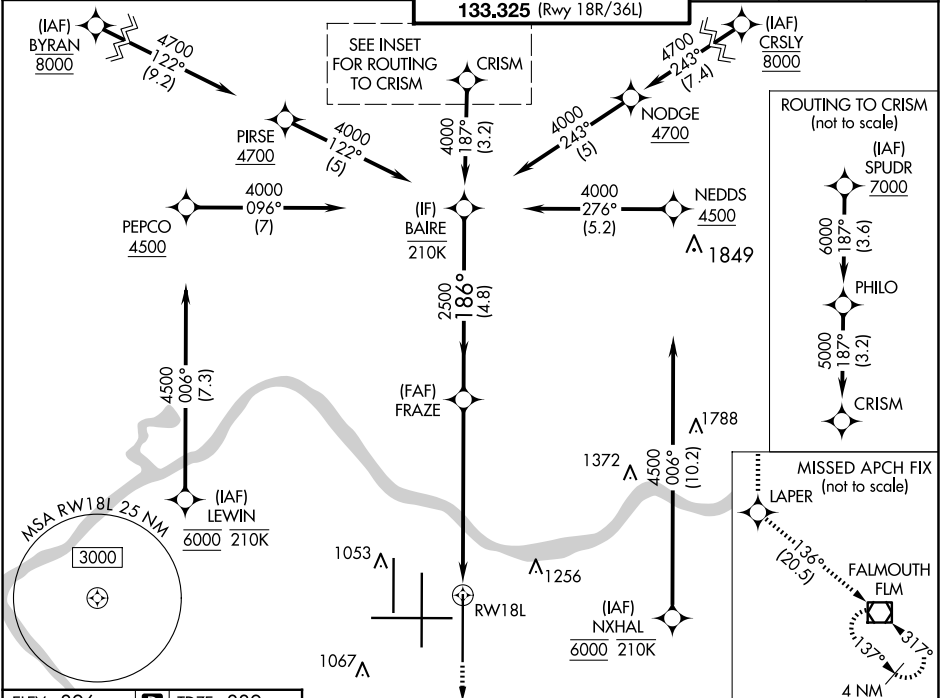 133.325 (Rwy 18R/36L)
(IAF)
BYRAN
8000
4700
122°
(9.2)
SEE INSET
FOR ROUTING
TO CRISM
CRISM
4700
243°
(7.4)
(IAF)
CRSLY
8000
PIRSE
4700
4000
122°
(5)
4000
187°
(3.2)
4000
243°
(5)
NODGE
4700
PEPCO
4500
4000
096°
(7)
(IF)
BAIRE
210K
4000
276°
(5.2)
NEDDS
4500
1849
2500
186°
(4.8)
4500
006°
(7.3)
(FAF)
FRAZE
1788
1372
4500
006°
(10.2)
(IAF)
LEWIN
6000 210K
MSA RW18L 25 NM
3000
1053
1256
RW18L
1067
(IAF)
NXHAL
6000 210K
ROUTING TO CRISM
(not to scale)
(IAF)
SPUDR
7000
6000
187°
(3.6)
PHILO
5000
187°
(3.2)
CRISM
MISSED APCH FIX
(not to scale)
LAPER
136°
(20.5)
FALMOUTH
FLM
317°
137°
4 NM